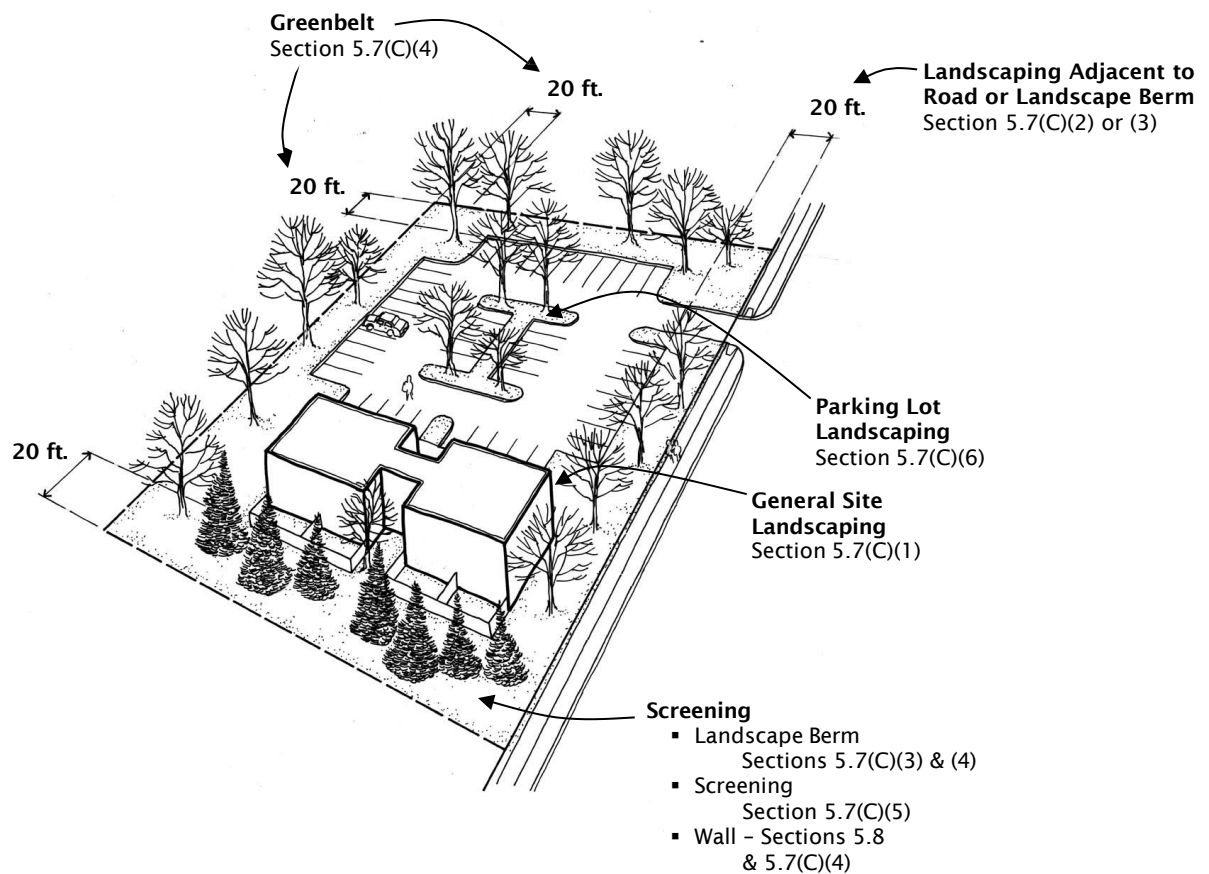 Greenbelt
Section 5.7(C)(4)
20 ft.
20 ft.
20 ft.
20 ft.
Landscaping Adjacent to
Road or Landscape Berm
Section 5.7(C)(2) or (3)
Parking Lot
Landscaping
Section 5.7(C)(6)
General Site
Landscaping
Section 5.7(C)(1)
Screening
▪ Landscape Berm
Sections 5.7(C)(3) & (4)
▪ Screening
Section 5.7(C)(5)
▪ Wall – Sections 5.8
& 5.7(C)(4)